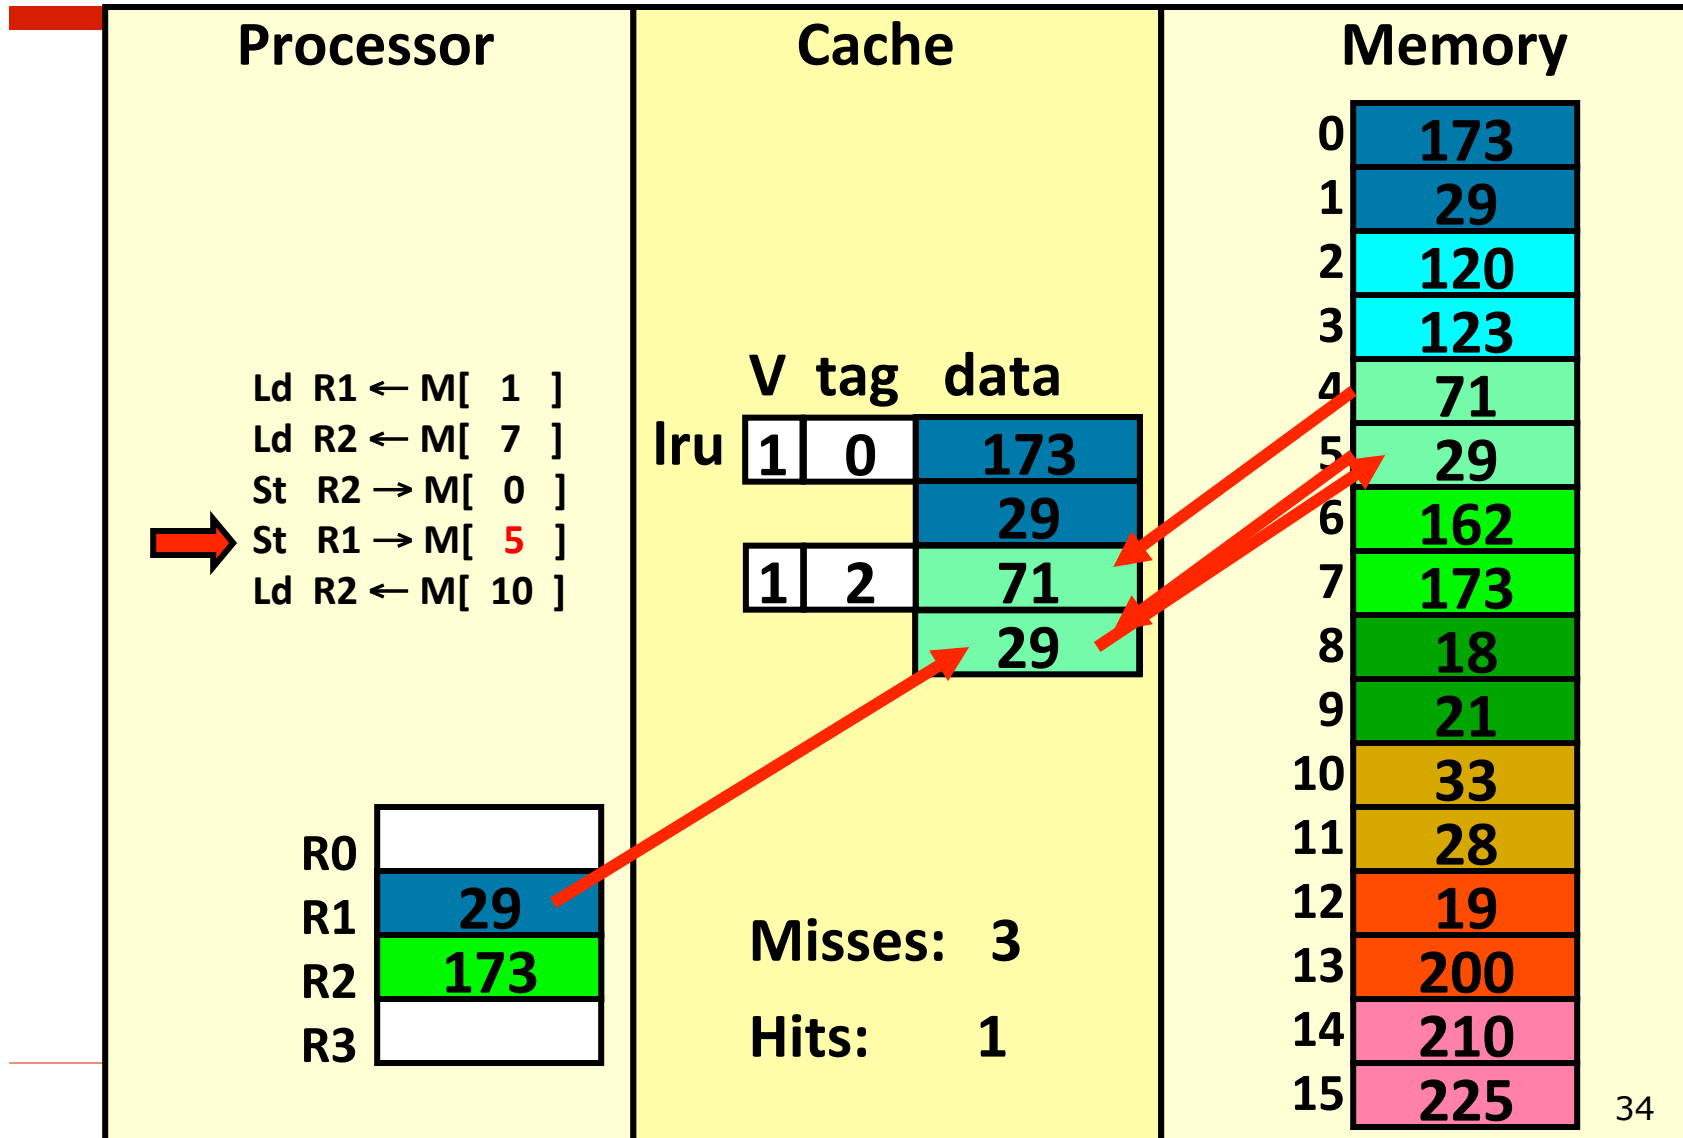 Processor
Cache
Memory
Ld R1 ← M[ 1 ]
Ld R2 ← M[ 7 ]
St R2 → M[ 0 ]
St R1 → M[ 5 ]
Ld R2 ← M[ 10 ]
R0
R1 29
R2 173
R3
V tag data
lru 1 0 173
29
1 2 71
29
Misses: 3
Hits: 1
0 173
1 29
2 120
3 123
4 71
5 29
6 162
7 173
8 18
9 21
10 33
11 28
12 19
13 200
14 210
15 225
34